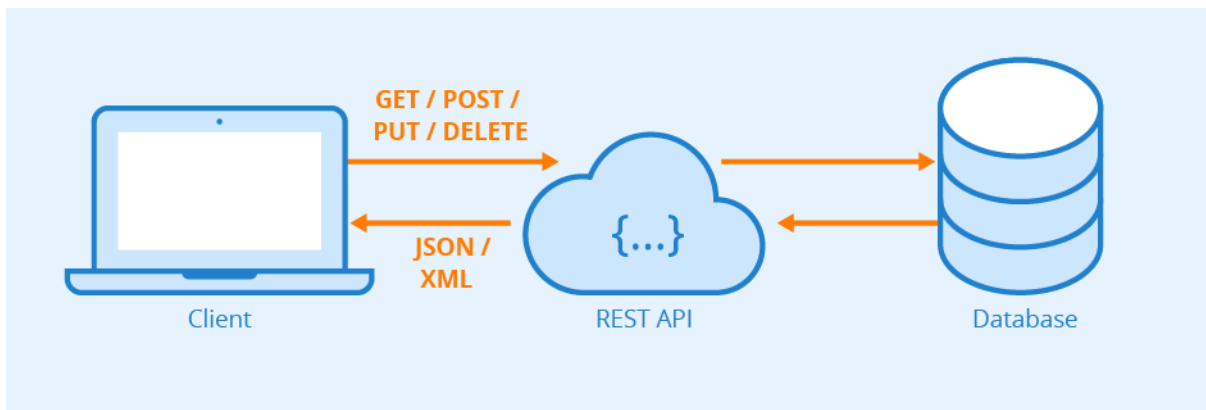 GET / POST /
PUT / DELETE
{...}
JSON /
XML
Client
REST API
Database